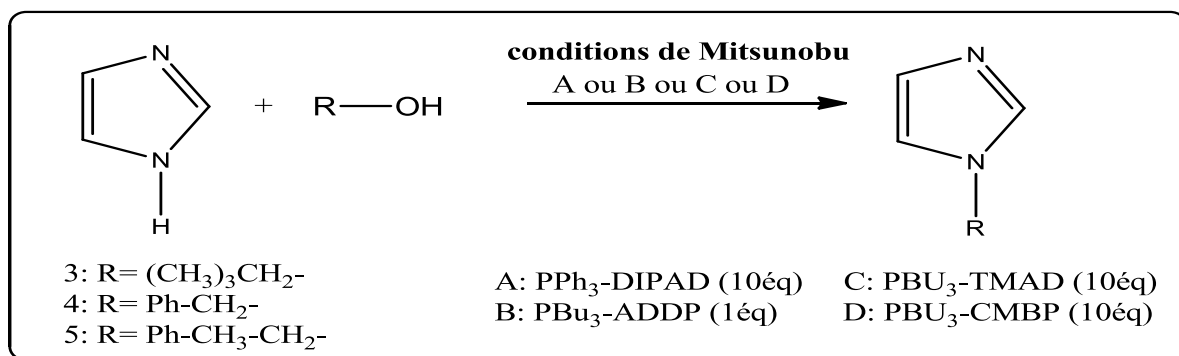 conditions de Mitsunobu
A ou B ou C ou D
N
N
H
+
R—OH
N
N
R
3: R= (CH₃)₃CH₂-
4: R= Ph-CH₂-
5: R= Ph-CH₃-CH₂-
A: PPh₃-DIPAD (10éq)
B: PBu₃-ADDP (1éq)
C: PBU₃-TMAD (10éq)
D: PBU₃-CMBP (10éq)